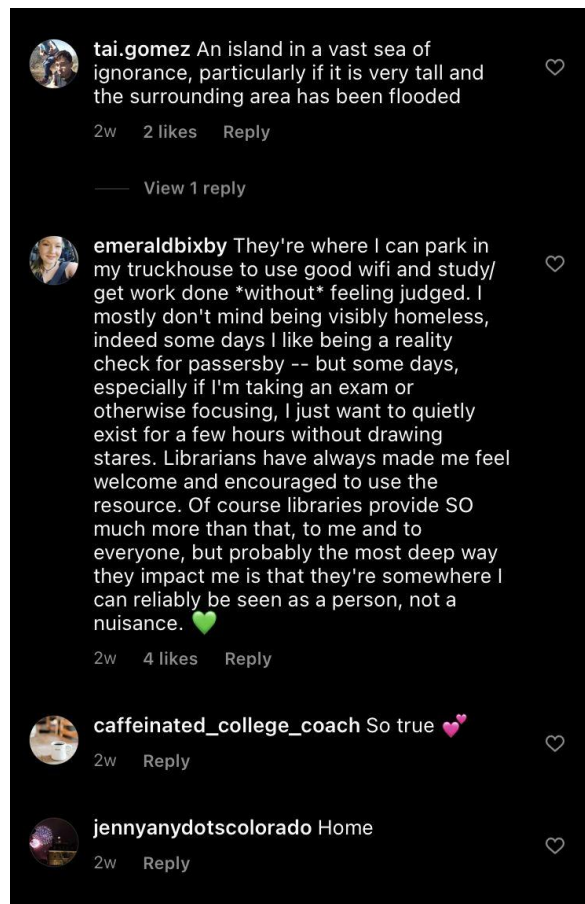 tai.gomez An island in a vast sea of
ignorance, particularly if it is very tall and
the surrounding area has been flooded
2w 2 likes Reply
View 1 reply
emeraldbixby They're where I can park in
my truckhouse to use good wifi and study/
get work done *without* feeling judged. I
mostly don't mind being visibly homeless,
indeed some days I like being a reality
check for passersby -- but some days,
especially if I'm taking an exam or
otherwise focusing, I just want to quietly
exist for a few hours without drawing
stares. Librarians have always made me feel
welcome and encouraged to use the
resource. Of course libraries provide SO
much more than that, to me and to
everyone, but probably the most deep way
they impact me is that they're somewhere I
can reliably be seen as a person, not a
nuisance. 💚
2w 4 likes Reply
caffeinated_college_coach So true 💕
2w Reply
jennyanydotscolorado Home
2w Reply